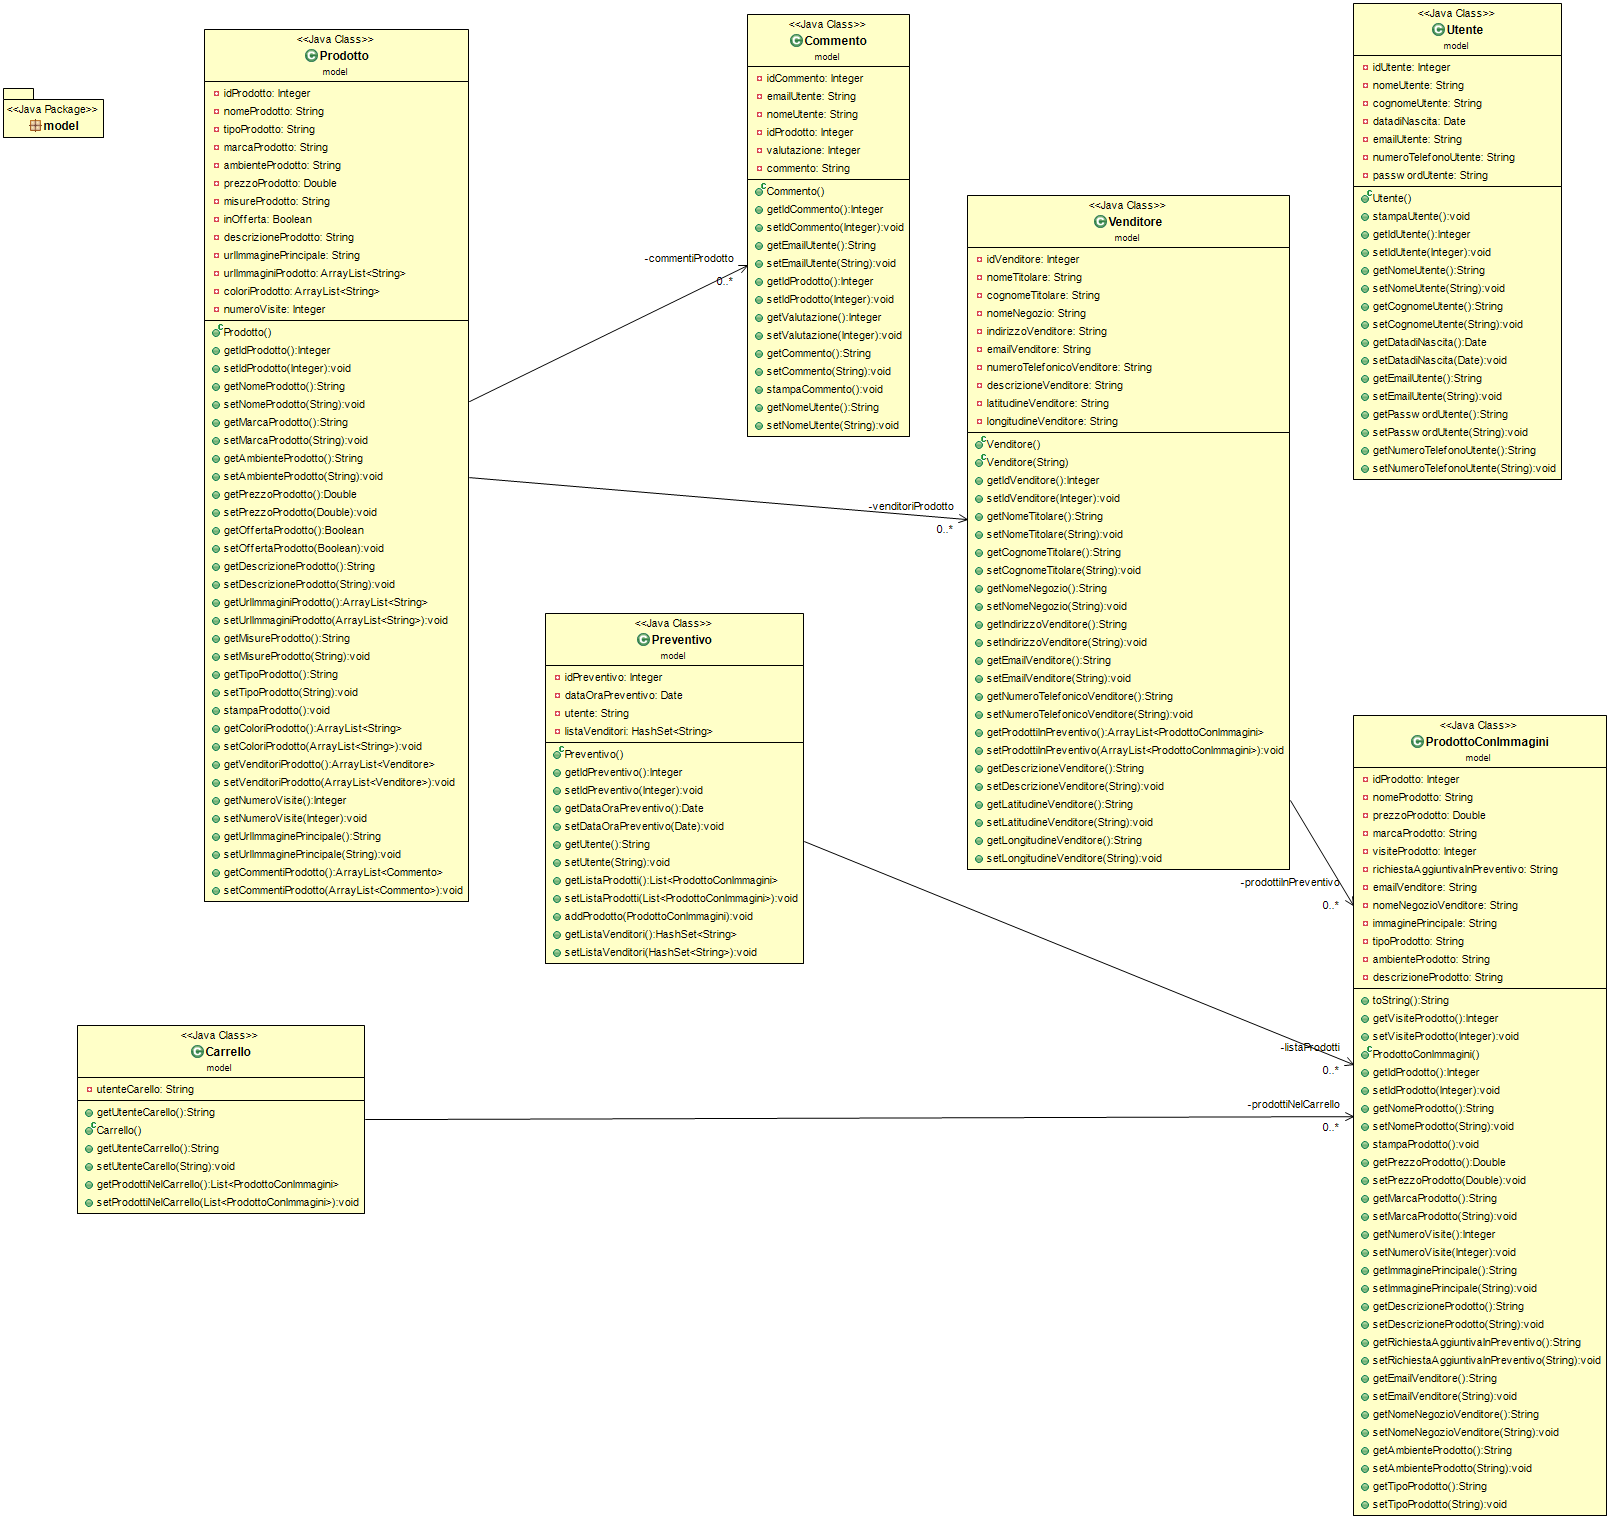 <<Java Package>>
model
<<Java Class>>
Prodotto
model
idProdotto: Integer
nomeProdotto: String
tipoProdotto: String
marcaProdotto: String
ambienteProdotto: String
prezzoProdotto: Double
misureProdotto: String
inOfferta: Boolean
descrizioneProdotto: String
urlImmaginePrincipale: String
urlImmaginiProdotto: ArrayList<String>
coloriProdotto: ArrayList<String>
numeroVisite: Integer
Prodotto()
getIdProdotto():Integer
setIdProdotto(Integer):void
getNomeProdotto():String
setNomeProdotto(String):void
getMarcaProdotto():String
setMarcaProdotto(String):void
getAmbienteProdotto():String
setAmbienteProdotto(String):void
getPrezzoProdotto():Double
setPrezzoProdotto(Double):void
getOffertaProdotto():Boolean
setOffertaProdotto(Boolean):void
getDescrizioneProdotto():String
setDescrizioneProdotto(String):void
getUrlImmaginiProdotto():ArrayList<String>
setUrlImmaginiProdotto(ArrayList<String>):void
getMisureProdotto():String
setMisureProdotto(String):void
getTipoProdotto():String
setTipoProdotto(String):void
stampaProdotto():void
getColoriProdotto():ArrayList<String>
setColoriProdotto(ArrayList<String>):void
getVenditoriProdotto():ArrayList<Venditore>
setVenditoriProdotto(ArrayList<Venditore>):void
getNumeroVisite():Integer
setNumeroVisite(Integer):void
getUrlImmaginePrincipale():String
setUrlImmaginePrincipale(String):void
getCommentiProdotto():ArrayList<Commento>
setCommentiProdotto(ArrayList<Commento>):void
-commentiProdotto
0..*
-venditoriProdotto
0..*
<<Java Class>>
Commento
model
idCommento: Integer
emailUtente: String
nomeUtente: String
idProdotto: Integer
valutazione: Integer
commento: String
Commento()
getIdCommento():Integer
setIdCommento(Integer):void
getEmailUtente():String
setEmailUtente(String):void
getIdProdotto():Integer
setIdProdotto(Integer):void
getValutazione():Integer
setValutazione(Integer):void
getCommento():String
setCommento(String):void
stampaCommento():void
getNomeUtente():String
setNomeUtente(String):void
<<Java Class>>
Venditore
model
idVenditore: Integer
nomeTitolare: String
cognomeTitolare: String
nomeNegozio: String
indirizzoVenditore: String
emailVenditore: String
numeroTelefonicoVenditore: String
descrizioneVenditore: String
latitudineVenditore: String
longitudineVenditore: String
Venditore()
Venditore(String)
getIdVenditore():Integer
setIdVenditore(Integer):void
getNomeTitolare():String
setNomeTitolare(String):void
getCognomeTitolare():String
setCognomeTitolare(String):void
getNomeNegozio():String
setNomeNegozio(String):void
getIndirizzoVenditore():String
setIndirizzoVenditore(String):void
getEmailVenditore():String
setEmailVenditore(String):void
getNumeroTelefonicoVenditore():String
setNumeroTelefonicoVenditore(String):void
getProdottiInPreventivo():ArrayList<ProdottoConImmagini>
setProdottiInPreventivo(ArrayList<ProdottoConImmagini>):void
getDescrizioneVenditore():String
setDescrizioneVenditore(String):void
getLatitudineVenditore():String
setLatitudineVenditore(String):void
getLongitudineVenditore():String
setLongitudineVenditore(String):void
-prodottiInPreventivo
0..*
<<Java Class>>
Utente
model
idUtente: Integer
nomeUtente: String
cognomeUtente: String
datadiNascita: Date
emailUtente: String
numeroTelefonoUtente: String
passw ordUtente: String
Utente()
stampaUtente():void
getIdUtente():Integer
setIdUtente(Integer):void
getNomeUtente():String
setNomeUtente(String):void
getCognomeUtente():String
setCognomeUtente(String):void
getDatadiNascita():Date
setDatadiNascita(Date):void
getEmailUtente():String
setEmailUtente(String):void
getPassw ordUtente():String
setPassw ordUtente(String):void
getNumeroTelefonoUtente():String
setNumeroTelefonoUtente(String):void
<<Java Class>>
Preventivo
model
idPreventivo: Integer
dataOraPreventivo: Date
utente: String
listaVenditori: HashSet<String>
Preventivo()
getIdPreventivo():Integer
setIdPreventivo(Integer):void
getDataOraPreventivo():Date
setDataOraPreventivo(Date):void
getUtente():String
setUtente(String):void
getListaProdotti():List<ProdottoConImmagini>
setListaProdotti(List<ProdottoConImmagini>):void
addProdotto(ProdottoConImmagini):void
getListaVenditori():HashSet<String>
setListaVenditori(HashSet<String>):void
-listaProdotti
0..*
<<Java Class>>
Carrello
model
utenteCarello: String
getUtenteCarello():String
Carrello()
getUtenteCarrello():String
setUtenteCarello(String):void
getProdottiNelCarrello():List<ProdottoConImmagini>
setProdottiNelCarrello(List<ProdottoConImmagini>):void
-prodottiNelCarrello
0..*
<<Java Class>>
ProdottoConImmagini
model
idProdotto: Integer
nomeProdotto: String
prezzoProdotto: Double
marcaProdotto: String
visiteProdotto: Integer
richiestaAggiuntivaInPreventivo: String
emailVenditore: String
nomeNegozioVenditore: String
immaginePrincipale: String
tipoProdotto: String
ambienteProdotto: String
descrizioneProdotto: String
toString():String
getVisiteProdotto():Integer
setVisiteProdotto(Integer):void
ProdottoConImmagini()
getIdProdotto():Integer
setIdProdotto(Integer):void
getNomeProdotto():String
setNomeProdotto(String):void
stampaProdotto():void
getPrezzoProdotto():Double
setPrezzoProdotto(Double):void
getMarcaProdotto():String
setMarcaProdotto(String):void
getNumeroVisite():Integer
setNumeroVisite(Integer):void
getImmaginePrincipale():String
setImmaginePrincipale(String):void
getDescrizioneProdotto():String
setDescrizioneProdotto(String):void
getRichiestaAggiuntivaInPreventivo():String
setRichiestaAggiuntivaInPreventivo(String):void
getEmailVenditore():String
setEmailVenditore(String):void
getNomeNegozioVenditore():String
setNomeNegozioVenditore(String):void
getAmbienteProdotto():String
setAmbienteProdotto(String):void
getTipoProdotto():String
setTipoProdotto(String):void